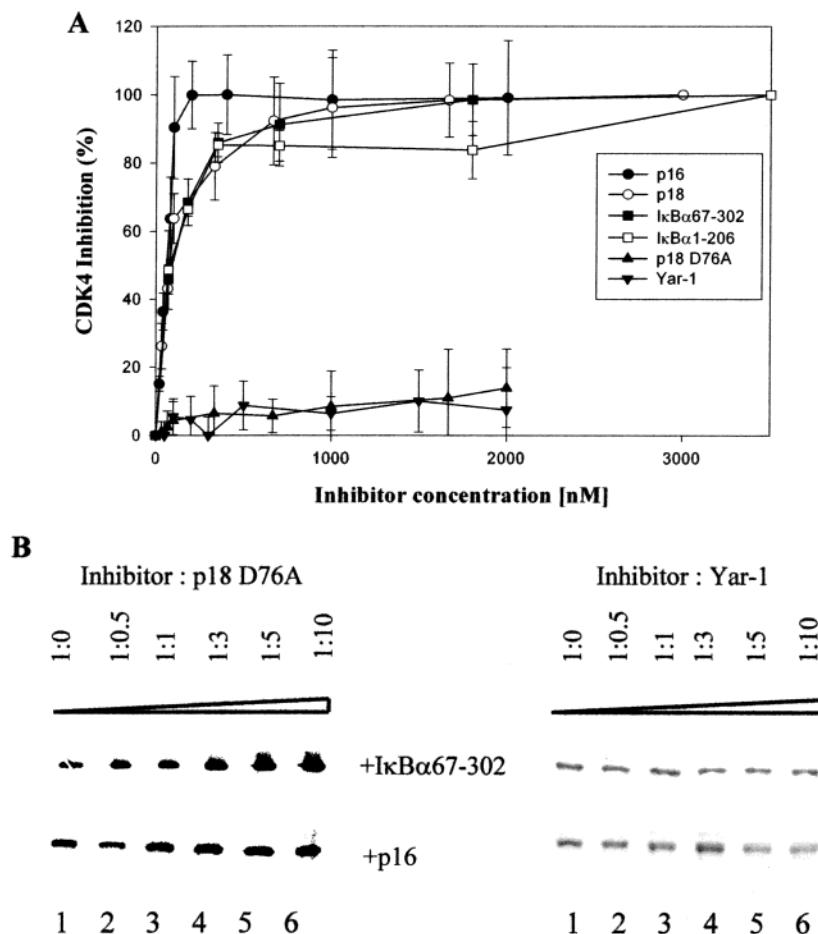 A
120
100
80
60
40
20
0
CDK4 Inhibition (%)
p16
p18
IκBα67-302
IκBα1-206
p18 D76A
Yar-1
0 1000 2000 3000
Inhibitor concentration [nM]
B
Inhibitor : p18 D76A
1:0 1:0.5 1:1 1:3 1:5 1:10
Inhibitor : Yar-1
1:0 1:0.5 1:1 1:3 1:5 1:10
+IκBα67-302
+p16
1 2 3 4 5 6
1 2 3 4 5 6